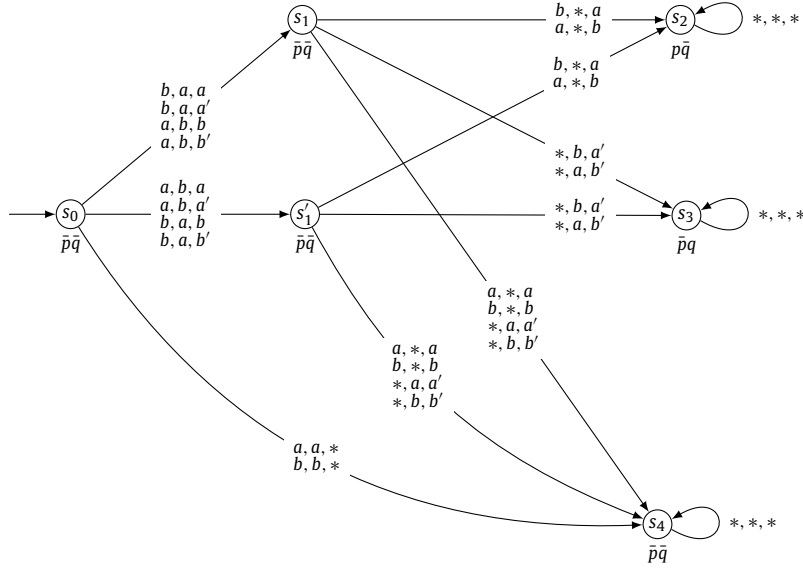 s₁
p̄q̄
b, ∗, a
a, ∗, b
s₂
pq̄
∗, ∗, ∗
b, a, a
b, a, a′
a, b, b
a, b, b′
b, ∗, a
a, ∗, b
∗, b, a′
∗, a, b′
s₀
p̄q̄
a, b, a
a, b, a′
b, a, b
b, a, b′
s′₁
p̄q̄
∗, b, a′
∗, a, b′
s₃
p̄q
∗, ∗, ∗
a, ∗, a
b, ∗, b
∗, a, a′
∗, b, b′
a, ∗, a
b, ∗, b
∗, a, a′
∗, b, b′
a, a, ∗
b, b, ∗
s₄
p̄q̄
∗, ∗, ∗